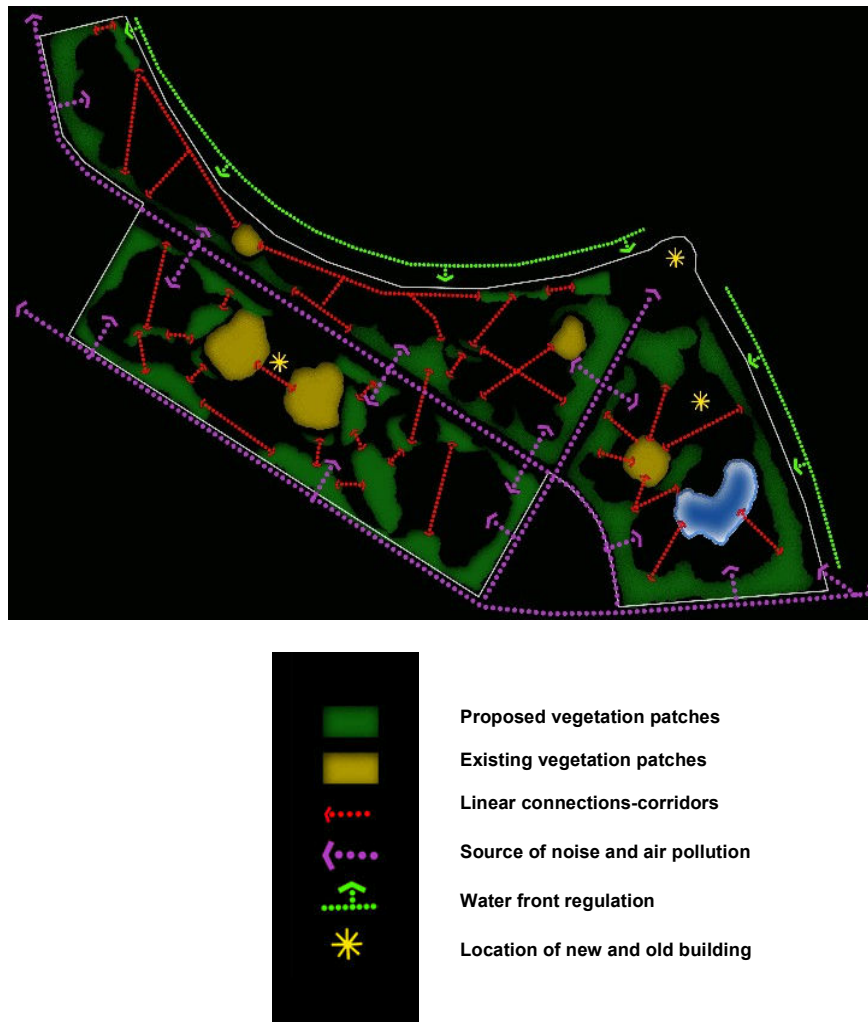 Proposed vegetation patches
Existing vegetation patches
Linear connections-corridors
Source of noise and air pollution
Water front regulation
Location of new and old building